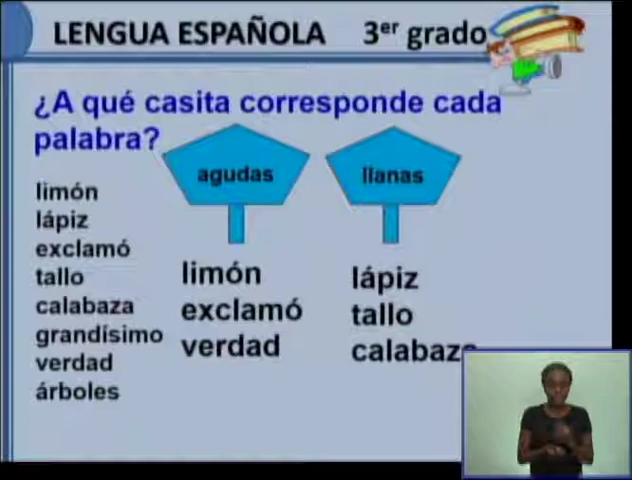 LENGUA ESPAÑOLA 3er grado
¿A qué casita corresponde cada
palabra?
agudas
llanas
limón
lápiz
exclamó
tallo
calabaza
grandísimo
verdad
árboles
limón
exclamó
verdad
lápiz
tallo
calabaza